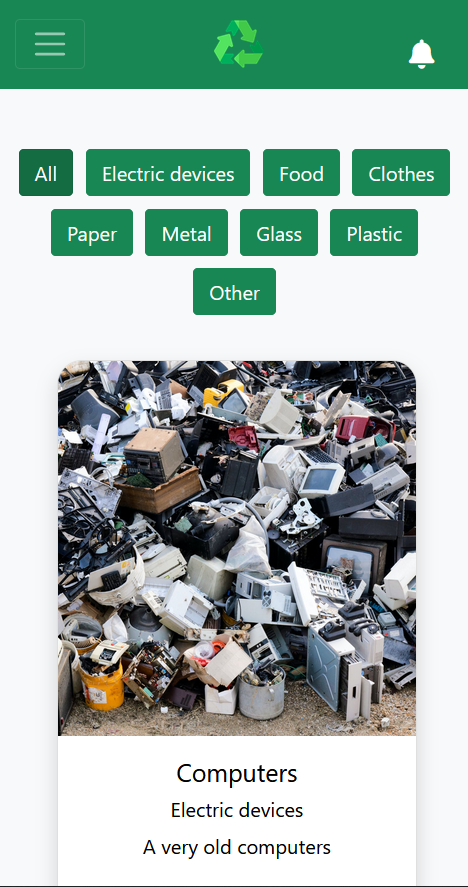 All Electric devices Food Clothes
Paper Metal Glass Plastic
Other
Computers
Electric devices
A very old computers